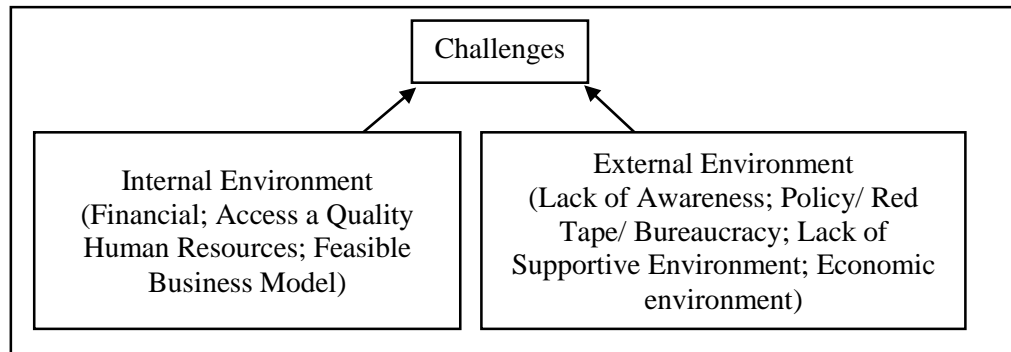 Challenges
Internal Environment
(Financial; Access a Quality
Human Resources; Feasible
Business Model)
External Environment
(Lack of Awareness; Policy/ Red
Tape/ Bureaucracy; Lack of
Supportive Environment; Economic
environment)